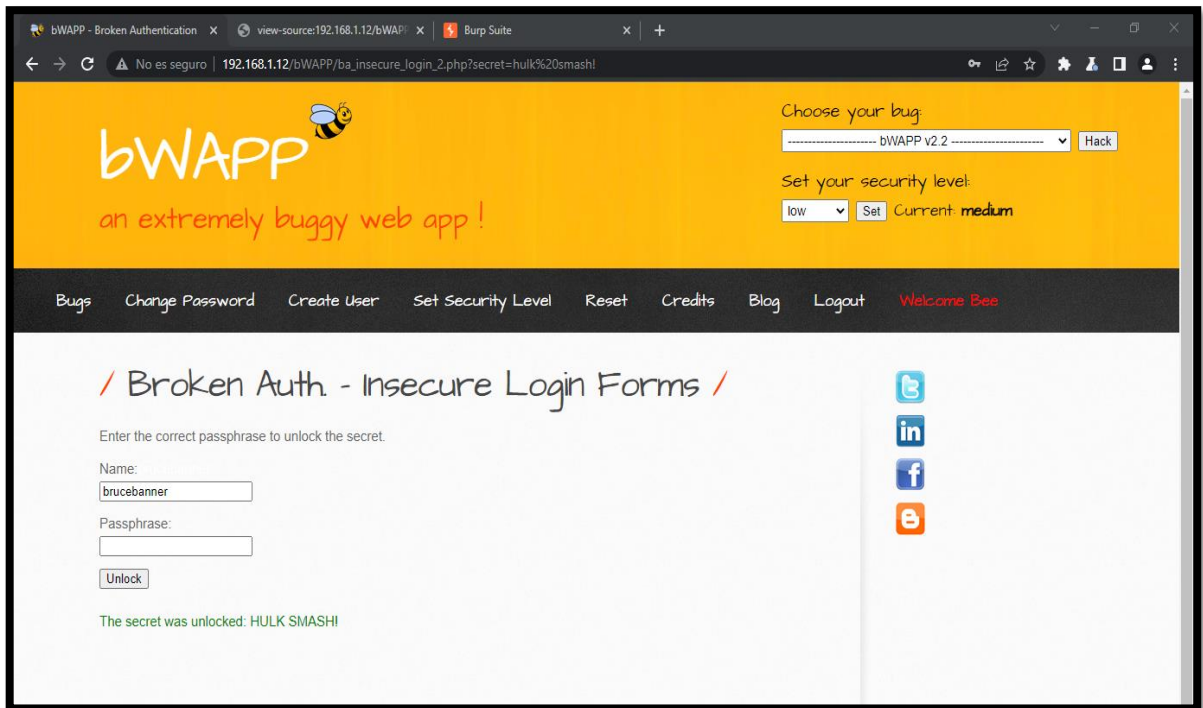 bWAPP - Broken Authentication
view-source:192.168.1.12/bWAPP
Burp Suite
No es seguro | 192.168.1.12/bWAPP/ba_insecure_login_2.php?secret=hulk%20smash!
bWAPP
an extremely buggy web app !
Choose your bug:
---------------------- bWAPP v2.2 ----------------------- Hack
Set your security level:
low Set Current: medium
Bugs Change Password Create User Set Security Level Reset Credits Blog Logout Welcome Bee
/ Broken Auth. - Insecure Login Forms /
Enter the correct passphrase to unlock the secret.
Name:
brucebanner
Passphrase:
Unlock
The secret was unlocked: HULK SMASH!